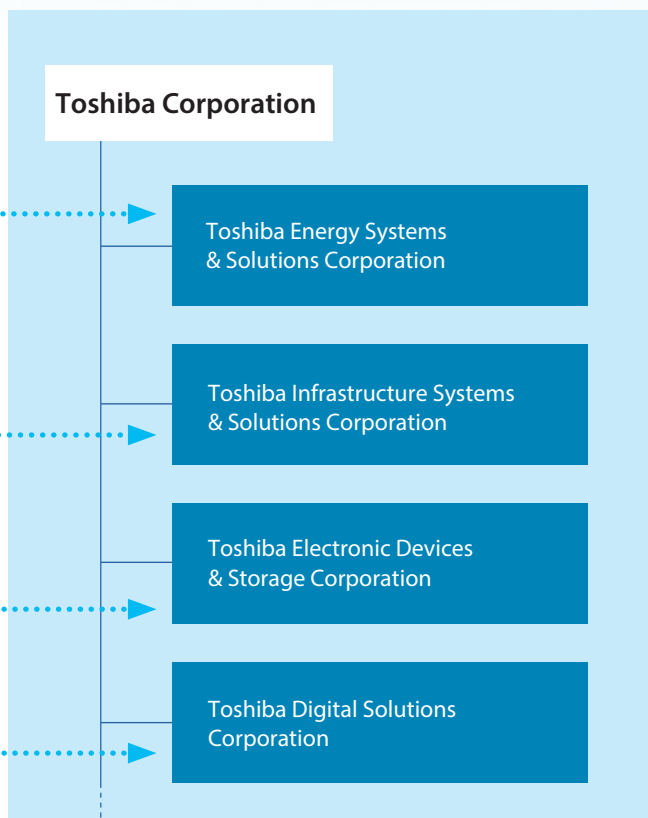 Toshiba Corporation
Toshiba Energy Systems
& Solutions Corporation
Toshiba Infrastructure Systems
& Solutions Corporation
Toshiba Electronic Devices
& Storage Corporation
Toshiba Digital Solutions
Corporation